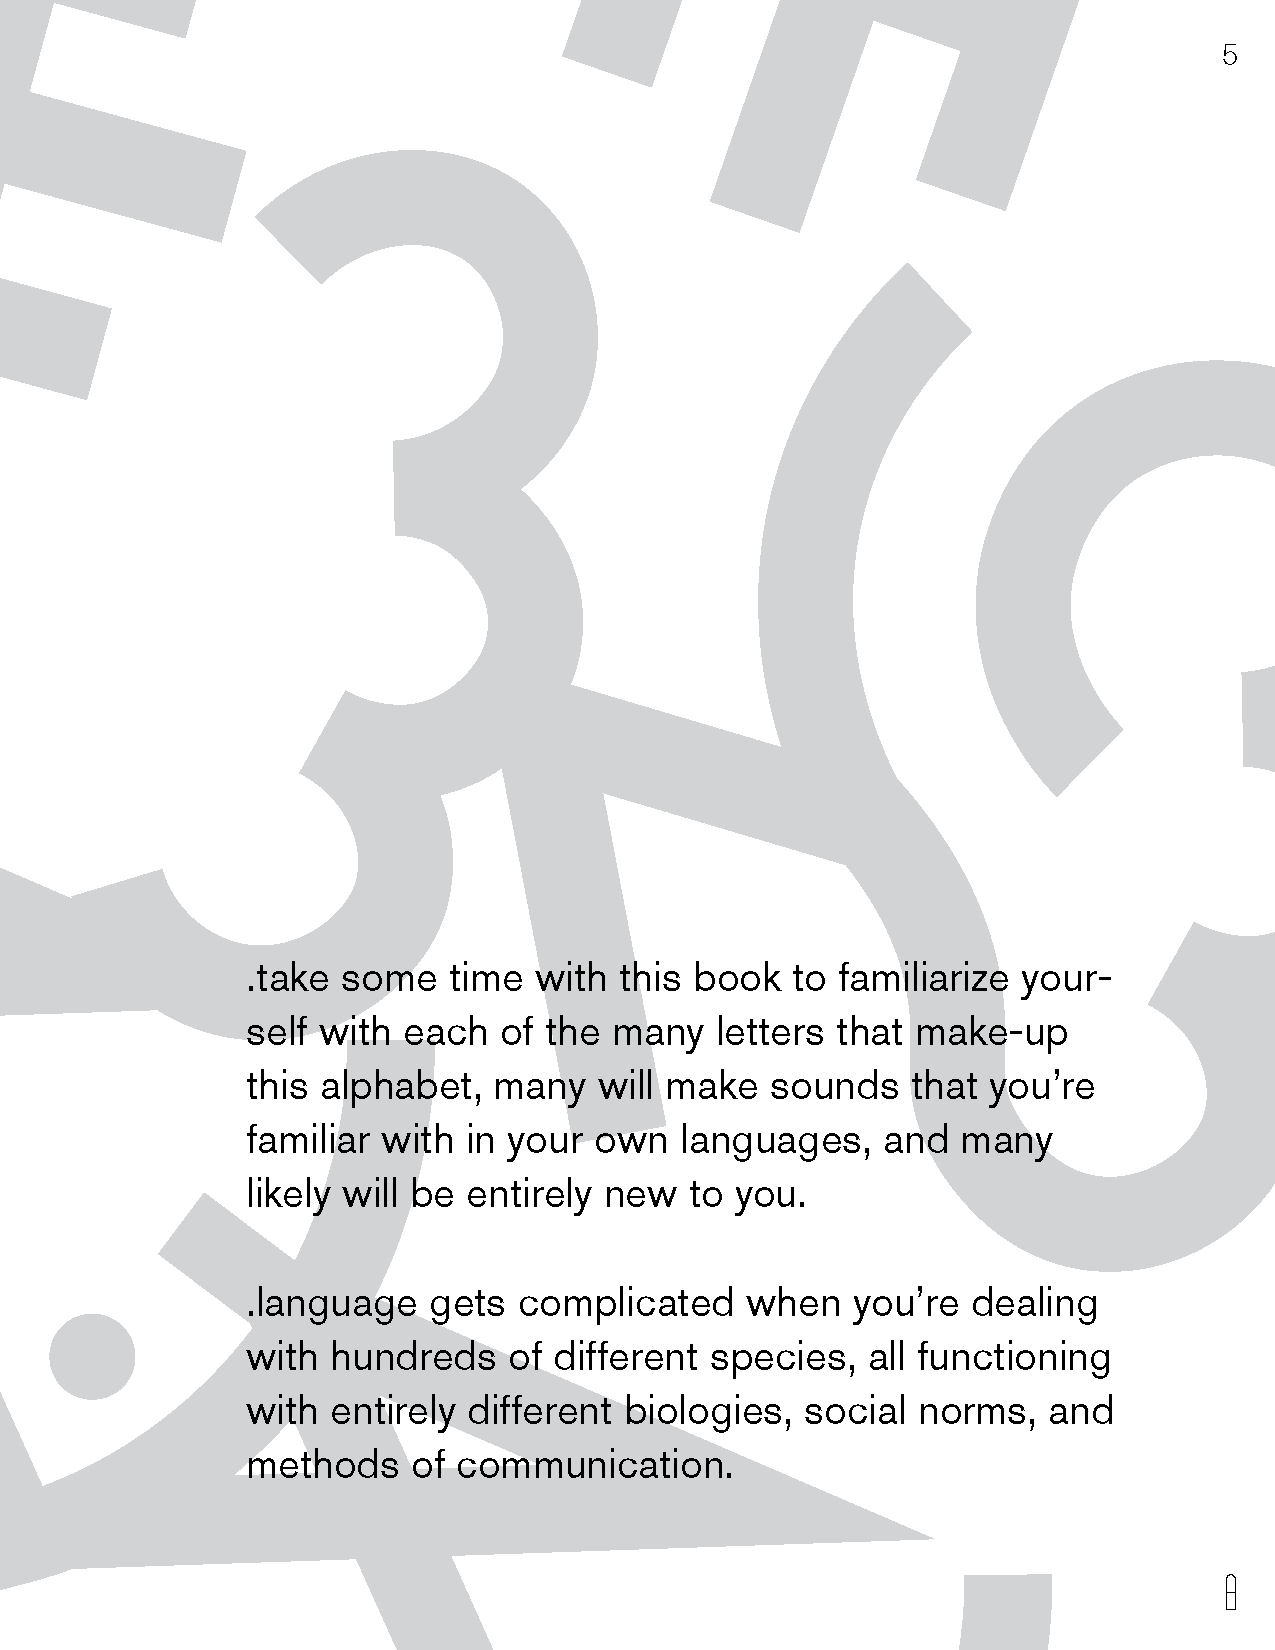 5
.take some time with this book to familiarize your-
self with each of the many letters that make-up
this alphabet, many will make sounds that you’re
familiar with in your own languages, and many
likely will be entirely new to you.
.language gets complicated when you’re dealing
with hundreds of different species, all functioning
with entirely different biologies, social norms, and
methods of communication.